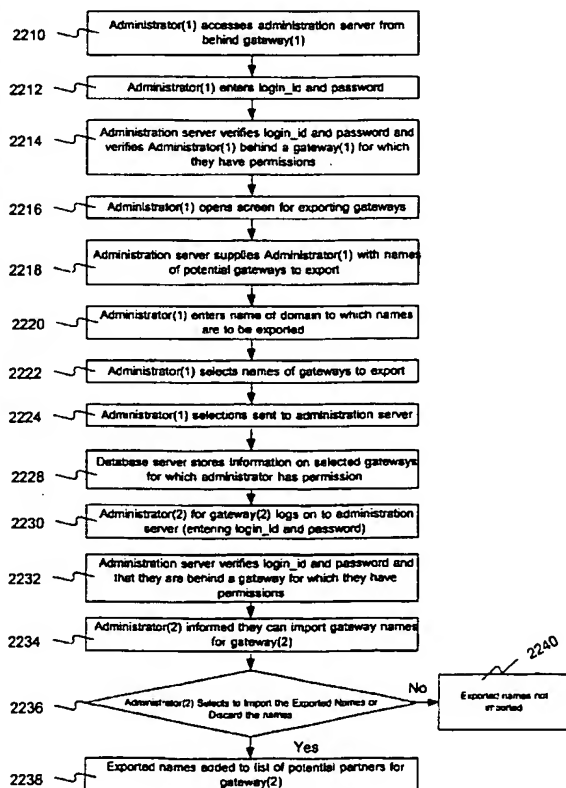 2210
Administrator(1) accesses administration server from
behind gateway(1)
2212
Administrator(1) enters login_id and password
2214
Administration server verifies login_id and password and
verifies Administrator(1) behind a gateway(1) for which
they have permissions
2216
Administrator(1) opens screen for exporting gateways
2218
Administration server supplies Administrator(1) with names
of potential gateways to export
2220
Administrator(1) enters name of domain to which names
are to be exported
2222
Administrator(1) selects names of gateways to export
2224
Administrator(1) selections sent to administration server
2228
Database server stores information on selected gateways
for which administrator has permission
2230
Administrator(2) for gateway(2) logs on to administration
server (entering login_id and password)
2232
Administration server verifies login_id and password and
that they are behind a gateway for which they have
permissions
2234
Administrator(2) informed they can import gateway names
for gateway(2)
2236
Administrator(2) Selects to Import the Exported Names or
Discard the names
No
2240
Exported names not
imported
Yes
2238
Exported names added to list of potential partners for
gateway(2)